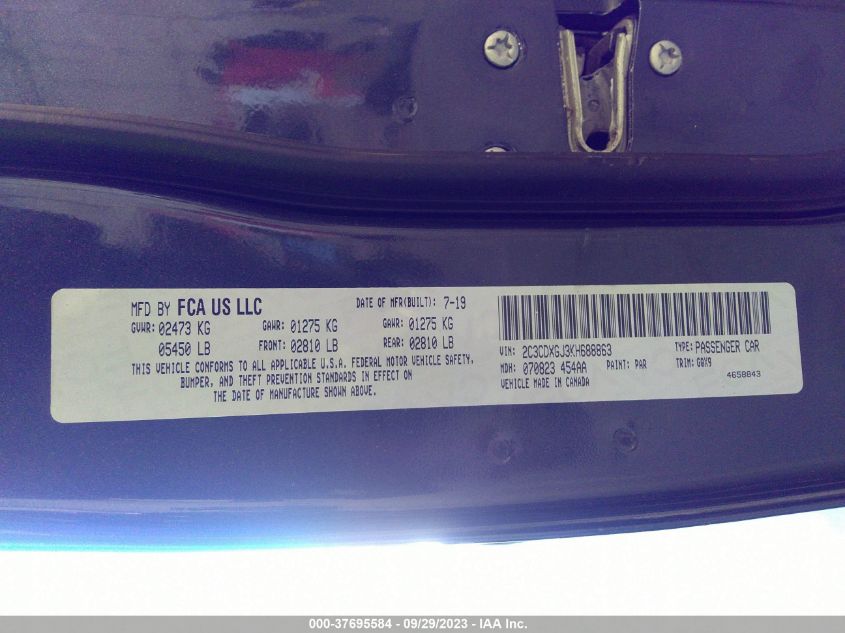 MFD BY FCA US LLC DATE OF MFR(BUILT): 7-19
GVWR: 02473 KG GAWR: 01275 KG GAWR: 01275 KG
05450 LB FRONT: 02810 LB REAR: 02810 LB
THIS VEHICLE CONFORMS TO ALL APPLICABLE U.S.A. FEDERAL MOTOR VEHICLE SAFETY,
BUMPER, AND THEFT PREVENTION STANDARDS IN EFFECT ON
THE DATE OF MANUFACTURE SHOWN ABOVE.
VIN: 2C3CDXGJ3KH688863 TYPE: PASSENGER CAR
MDH: 070823 454AA PAINT: PAR TRIM: GBX9
VEHICLE MADE IN CANADA 4658843
000-37695584 - 09/29/2023 - IAA Inc.